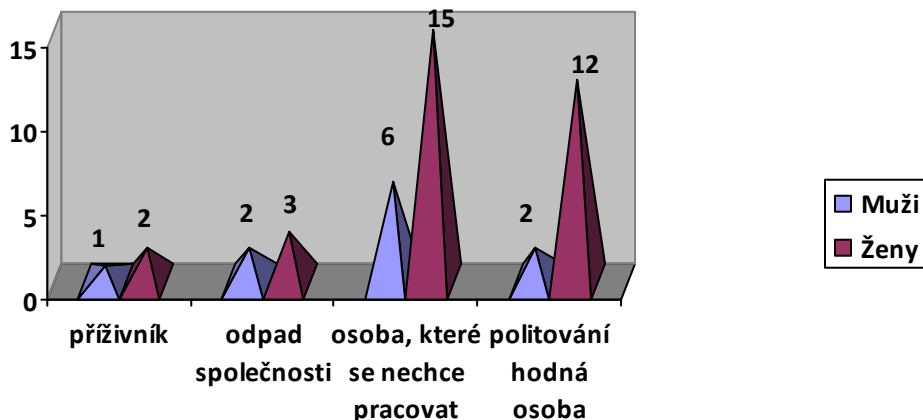 15
10
5
0
1
2
2
3
6
15
2
12
příživník
odpad
společnosti
osoba, které
se nechce
pracovat
politování
hodná
osoba
Muži
Ženy